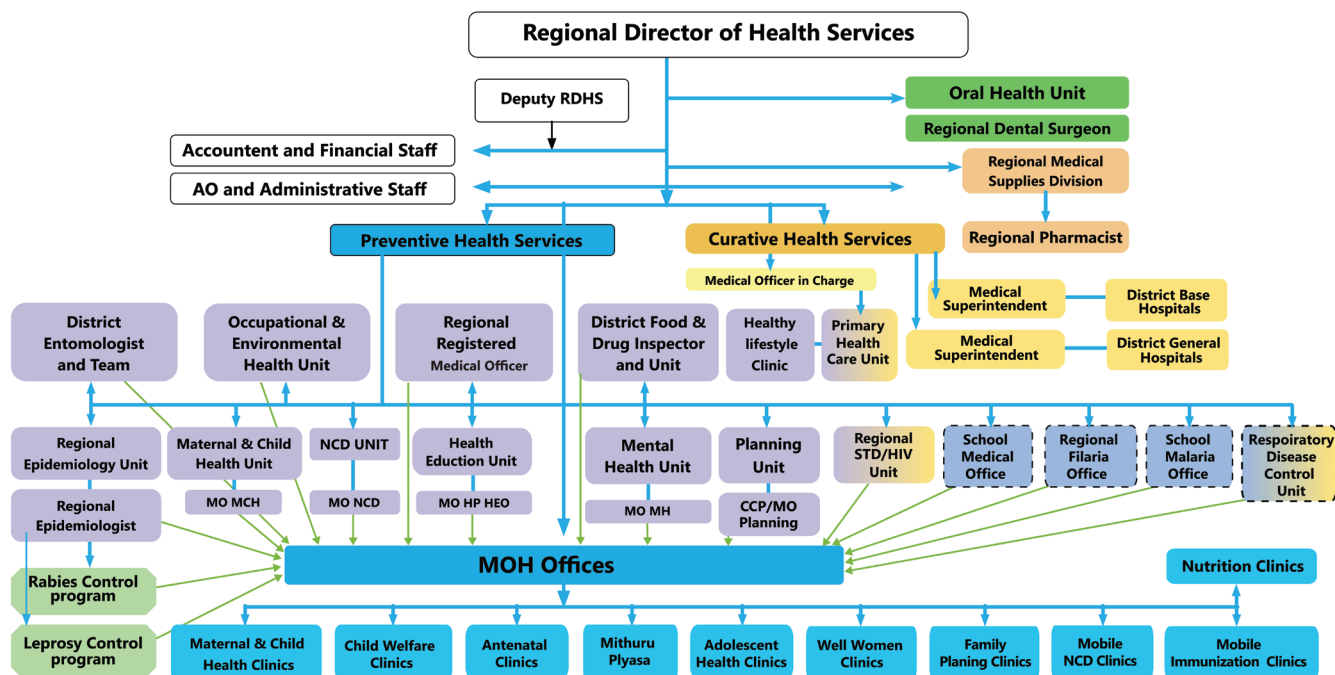 Regional Director of Health Services
Deputy RDHS
Oral Health Unit
Regional Dental Surgeon
Accountent and Financial Staff
AO and Administrative Staff
Regional Medical
Supplies Division
Regional Pharmacist
Preventive Health Services
Curative Health Services
Medical Officer in Charge
Medical
Superintendent
District Base
Hospitals
Medical
Superintendent
District General
Hospitals
District
Entomologist
and Team
Occupational &
Environmental
Health Unit
Regional
Registered
Medical Officer
District Food &
Drug Inspector
and Unit
Healthy
lifestyle
Clinic
Primary
Health
Care Unit
Regional
Epidemiology Unit
Maternal & Child
Health Unit
NCD UNIT
Health
Eduction Unit
Mental
Health Unit
Planning
Unit
Regional
STD/HIV
Unit
School
Medical
Office
Regional
Filaria
Office
School
Malaria
Office
Respoiratory
Disease
Control
Unit
Regional
Epidemiologist
MO MCH
MO NCD
MO HP HEO
MO MH
CCP/MO
Planning
MOH Offices
Rabies Control
program
Leprosy Control
program
Nutrition Clinics
Maternal & Child
Health Clinics
Child Welfare
Clinics
Antenatal
Clinics
Mithuru
Plyasa
Adolescent
Health Clinics
Well Women
Clinics
Family
Planing Clinics
Mobile
NCD Clinics
Mobile
Immunization Clinics